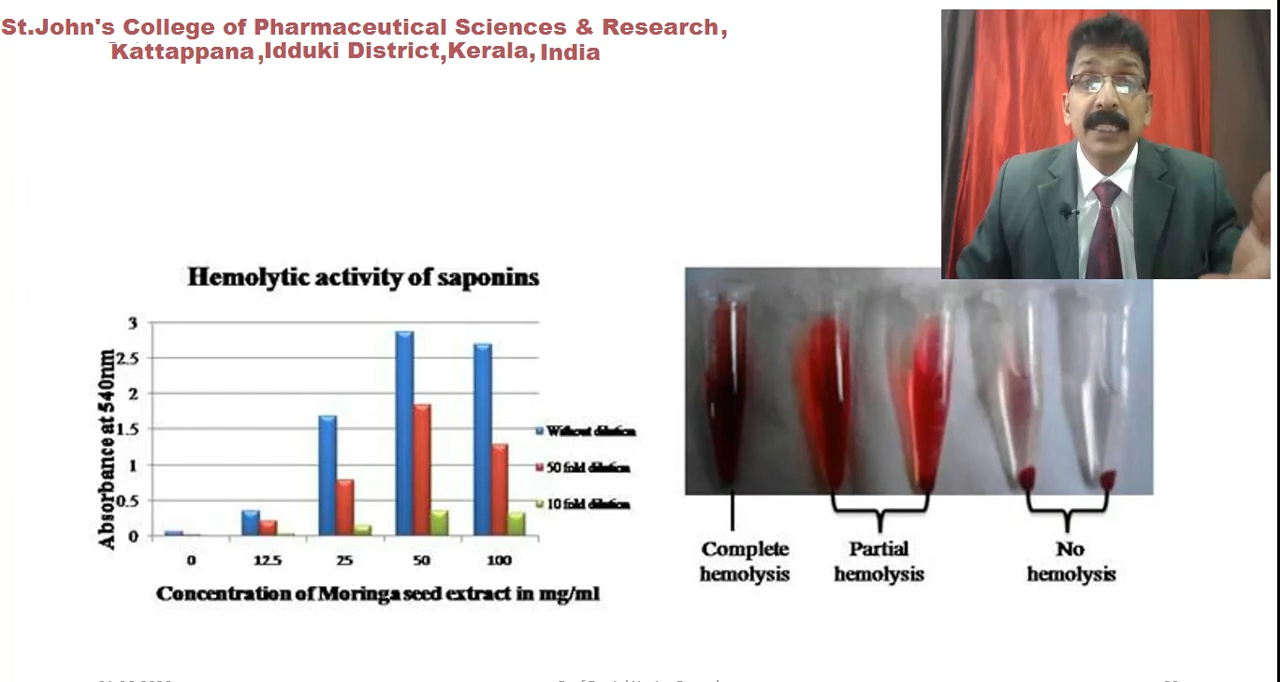 St.John's College of Pharmaceutical Sciences & Research,
Kattappana,Idduki District,Kerala, India
Hemolytic activity of saponins
3
2.5
2
1.5
1
0.5
0
Absorbance at 540nm
Without dilution
50 fold dilution
10 fold dilution
0 12.5 25 50 100
Concentration of Moringa seed extract in mg/ml
Complete
hemolysis
Partial
hemolysis
No
hemolysis